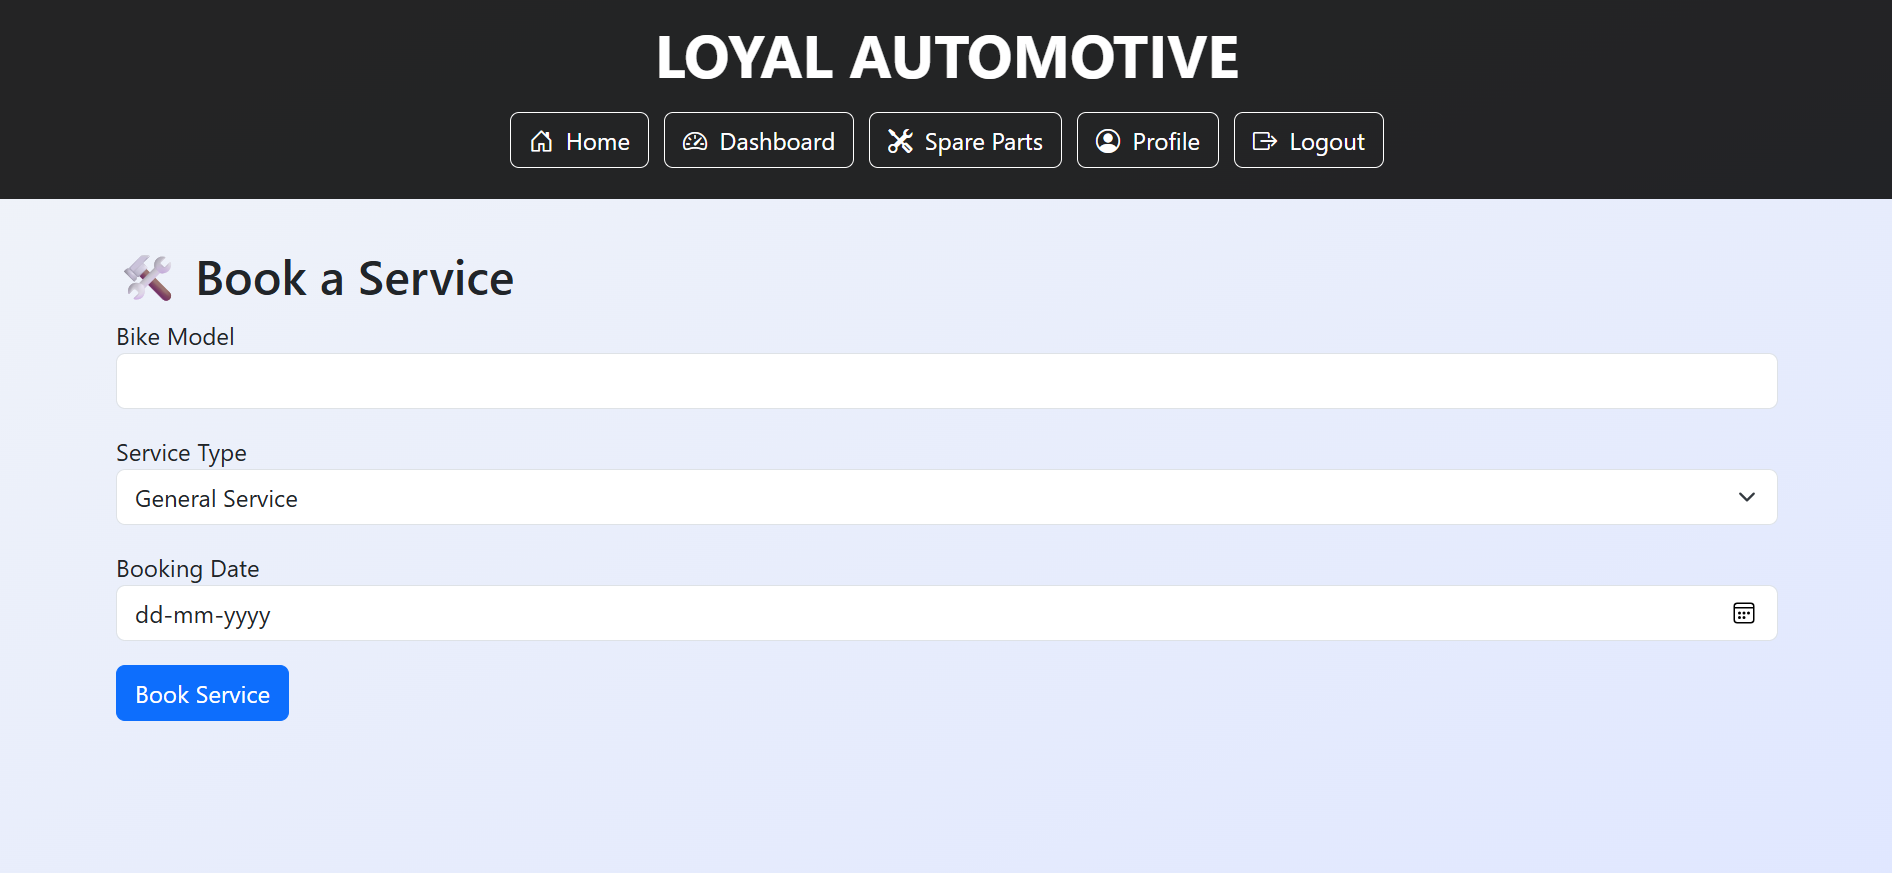 LOYAL AUTOMOTIVE
Home Dashboard Spare Parts Profile Logout
Book a Service
Bike Model
Service Type
General Service
Booking Date
dd-mm-yyyy
Book Service